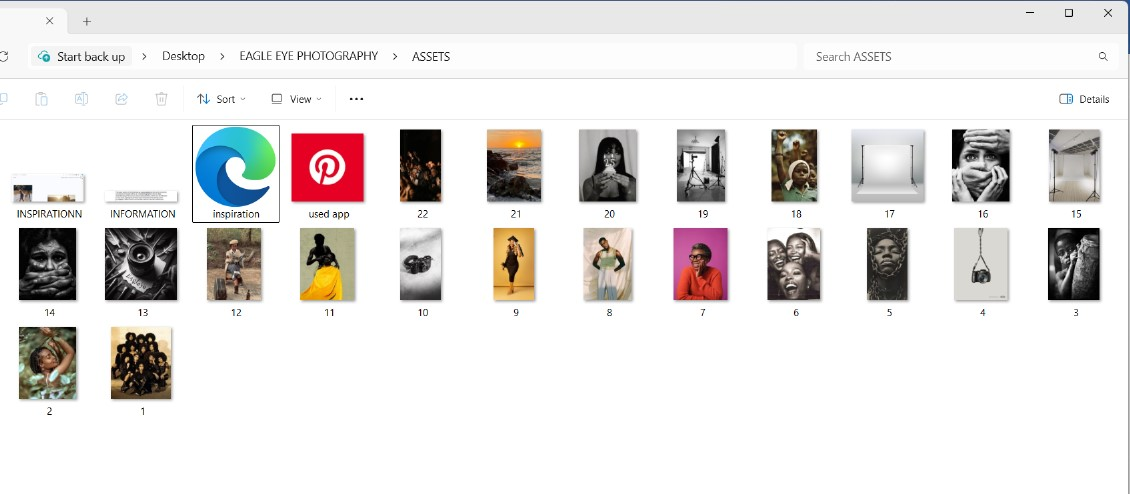 Start back up > Desktop > EAGLE EYE PHOTOGRAPHY > ASSETS
Search ASSETS
Sort
View
Details
INSPIRATIONN
INFORMATION
inspiration
used app
22
21
20
19
18
17
16
15
14
13
12
11
10
9
8
7
6
5
4
3
2
1